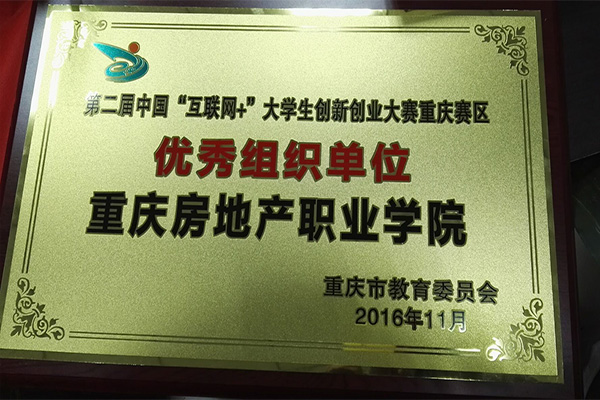 第二届中国“互联网+”大学生创新创业大赛重庆赛区
优秀组织单位
重庆房地产职业学院
重庆市教育委员会
2016年11月